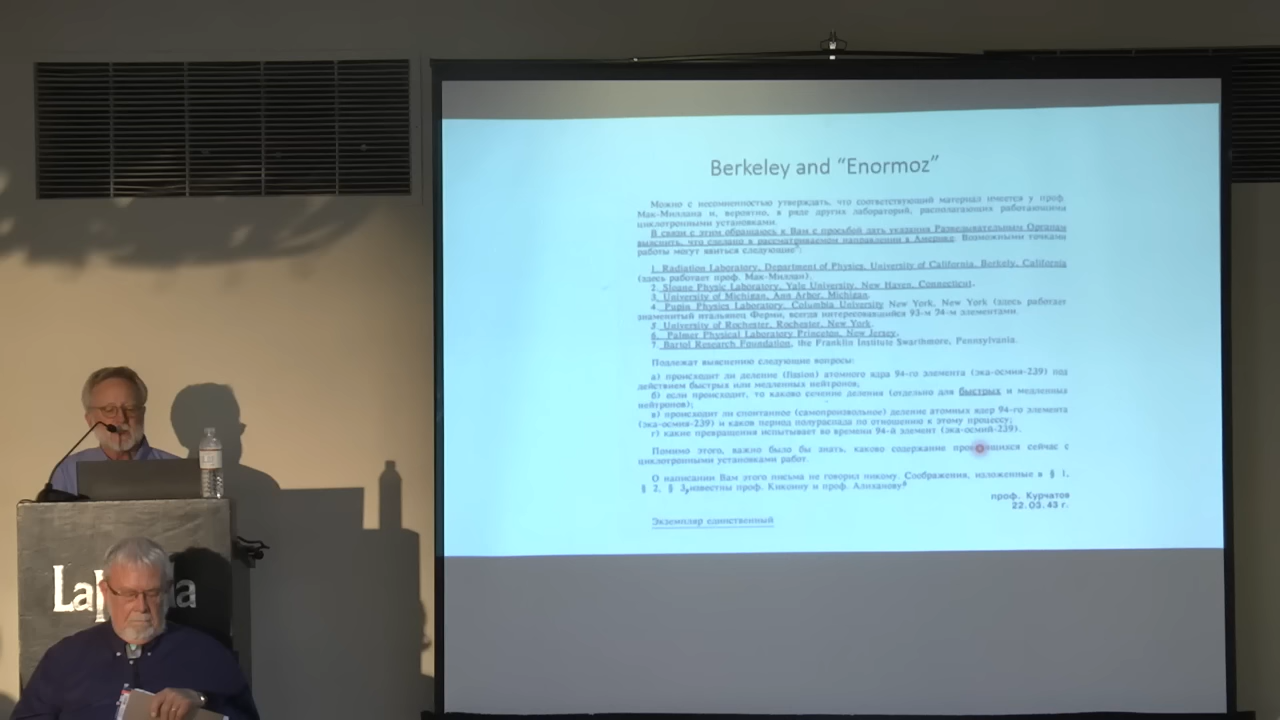 Berkeley and “Enormoz”
Можно с несомненностью утверждать, что соответствующий материал имеется у проф.
Мак-Миллана и, вероятно, в ряде других лабораторий, располагающих работающими
циклотронными установками.
В связи с этим обращаюсь к Вам с просьбой дать указания Разведывательным Органам
выяснить, что сделано в рассматриваемом направлении в Америке. Возможными точками
работы могут явиться следующие
1. Radiation Laboratory, Department of Physics, University of California, Berkely, California
(здесь работает проф. Мак-Миллан).
2. Sloane Physic Laboratory, Yale University, New Haven, Connecticut.
3. University of Michigan, Ann Arbor, Michigan.
4. Pupin Physics Laboratory, Columbia University New York, New York (здесь работает
знаменитый итальянец Ферми, всегда интересовавшийся 93-м 94-м элементами.
5 University of Rochester, Rochester, New York.
6. Palmer Physical Laboratory Princeton, New Jersey.
7. Bartol Research Foundation, the Franklin Institute Swarthmore, Pennsylvania.
Подлежат выяснению следующие вопросы:
а) происходит ли деление (fission) атомного ядра 94-го элемента (эка-осмия-239) под
действием быстрых или медленных нейтронов,
б) если происходит, то каково сечение деления (отдельно для быстрых и медленных
нейтронов);
в) происходит ли спонтанное (самопроизвольное) деление атомных ядер 94-го элемента
(эка-осмия-239) и каков период полураспада по отношению к этому процессу;
г) какие превращения испытывает во времени 94-й элемент (эка-осмий-239).
Помимо этого, важно было бы знать, каково содержание сейчас с
циклотронными установками работ.
О написании Вам этого письма не говорил никому. Соображения, изложенные в § 1,
§ 2, § 3, известны проф. Кикоину и проф. Алиханову
проф. Курчатов
22.03.43 г.
Экземпляр единственный